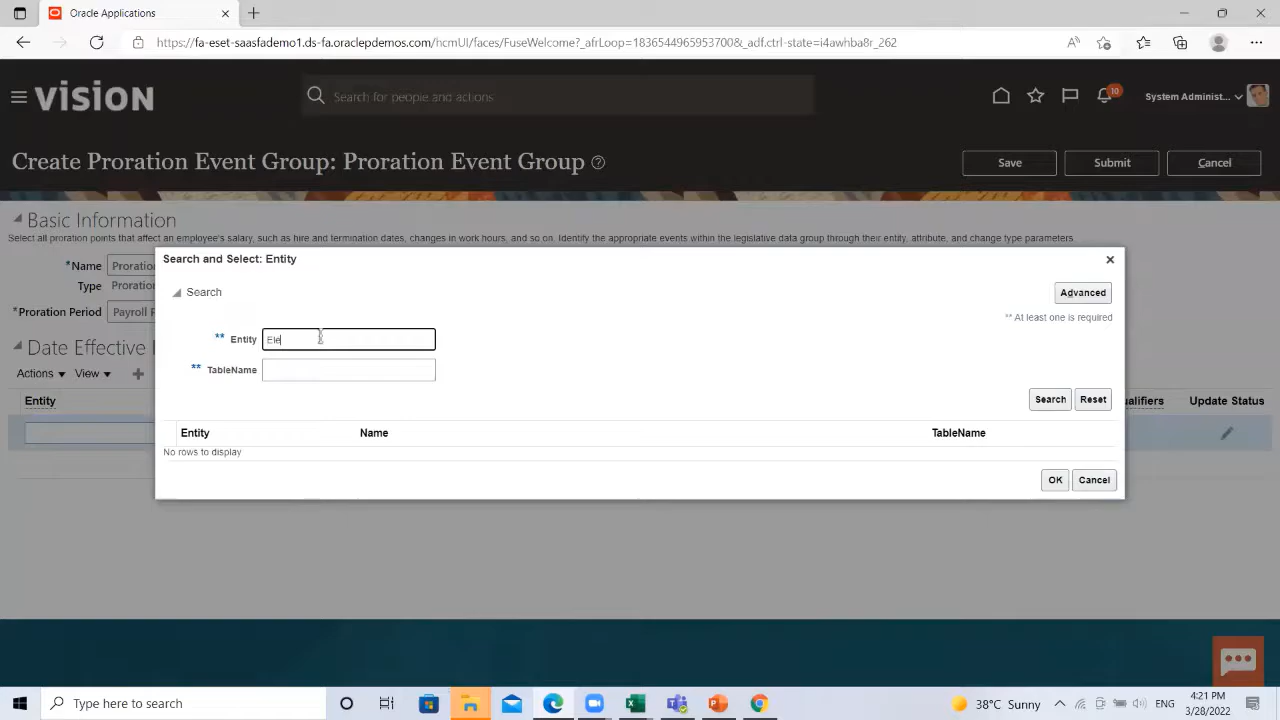 Oracle Applications
https://fa-eset-saasfademo1.ds-fa.oraclepdemos.com/hcmUI/faces/FuseWelcome?_afrLoop=1836544965953700&_adf.ctrl-state=i4awhba8r_262
VISION
Search for people and actions
10
System Administ...
Create Proration Event Group: Proration Event Group
Save
Submit
Cancel
Basic Information
Select all proration points that affect an employee's salary, such as hire and termination dates, changes in work hours, and so on. Identify the appropriate events within the legislative data group through their entity, attribute, and change type parameters.
Search and Select: Entity
*Name Proration
Type Proration
*Proration Period Payroll P
Search
Advanced
** At least one is required
** Entity Ele
** TableName
Date Effective
Actions View
Search Reset
Entity
ualifiers Update Status
Entity Name TableName
No rows to display
OK Cancel
Type here to search
38°C Sunny
ENG
4:21 PM
3/28/2022